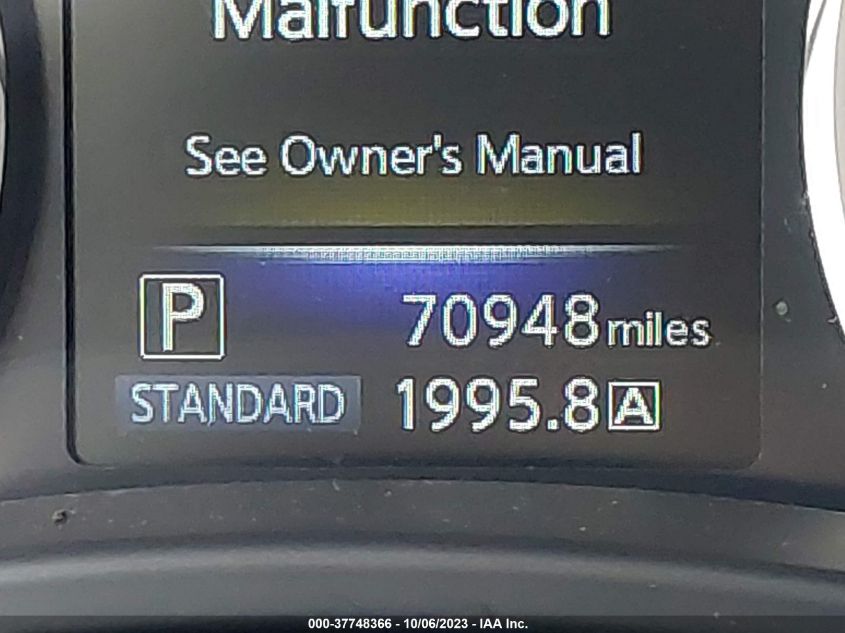 Malfunction
See Owner's Manual
P 70948 miles
STANDARD 1995.8 A
000-37748366 - 10/06/2023 - IAA Inc.